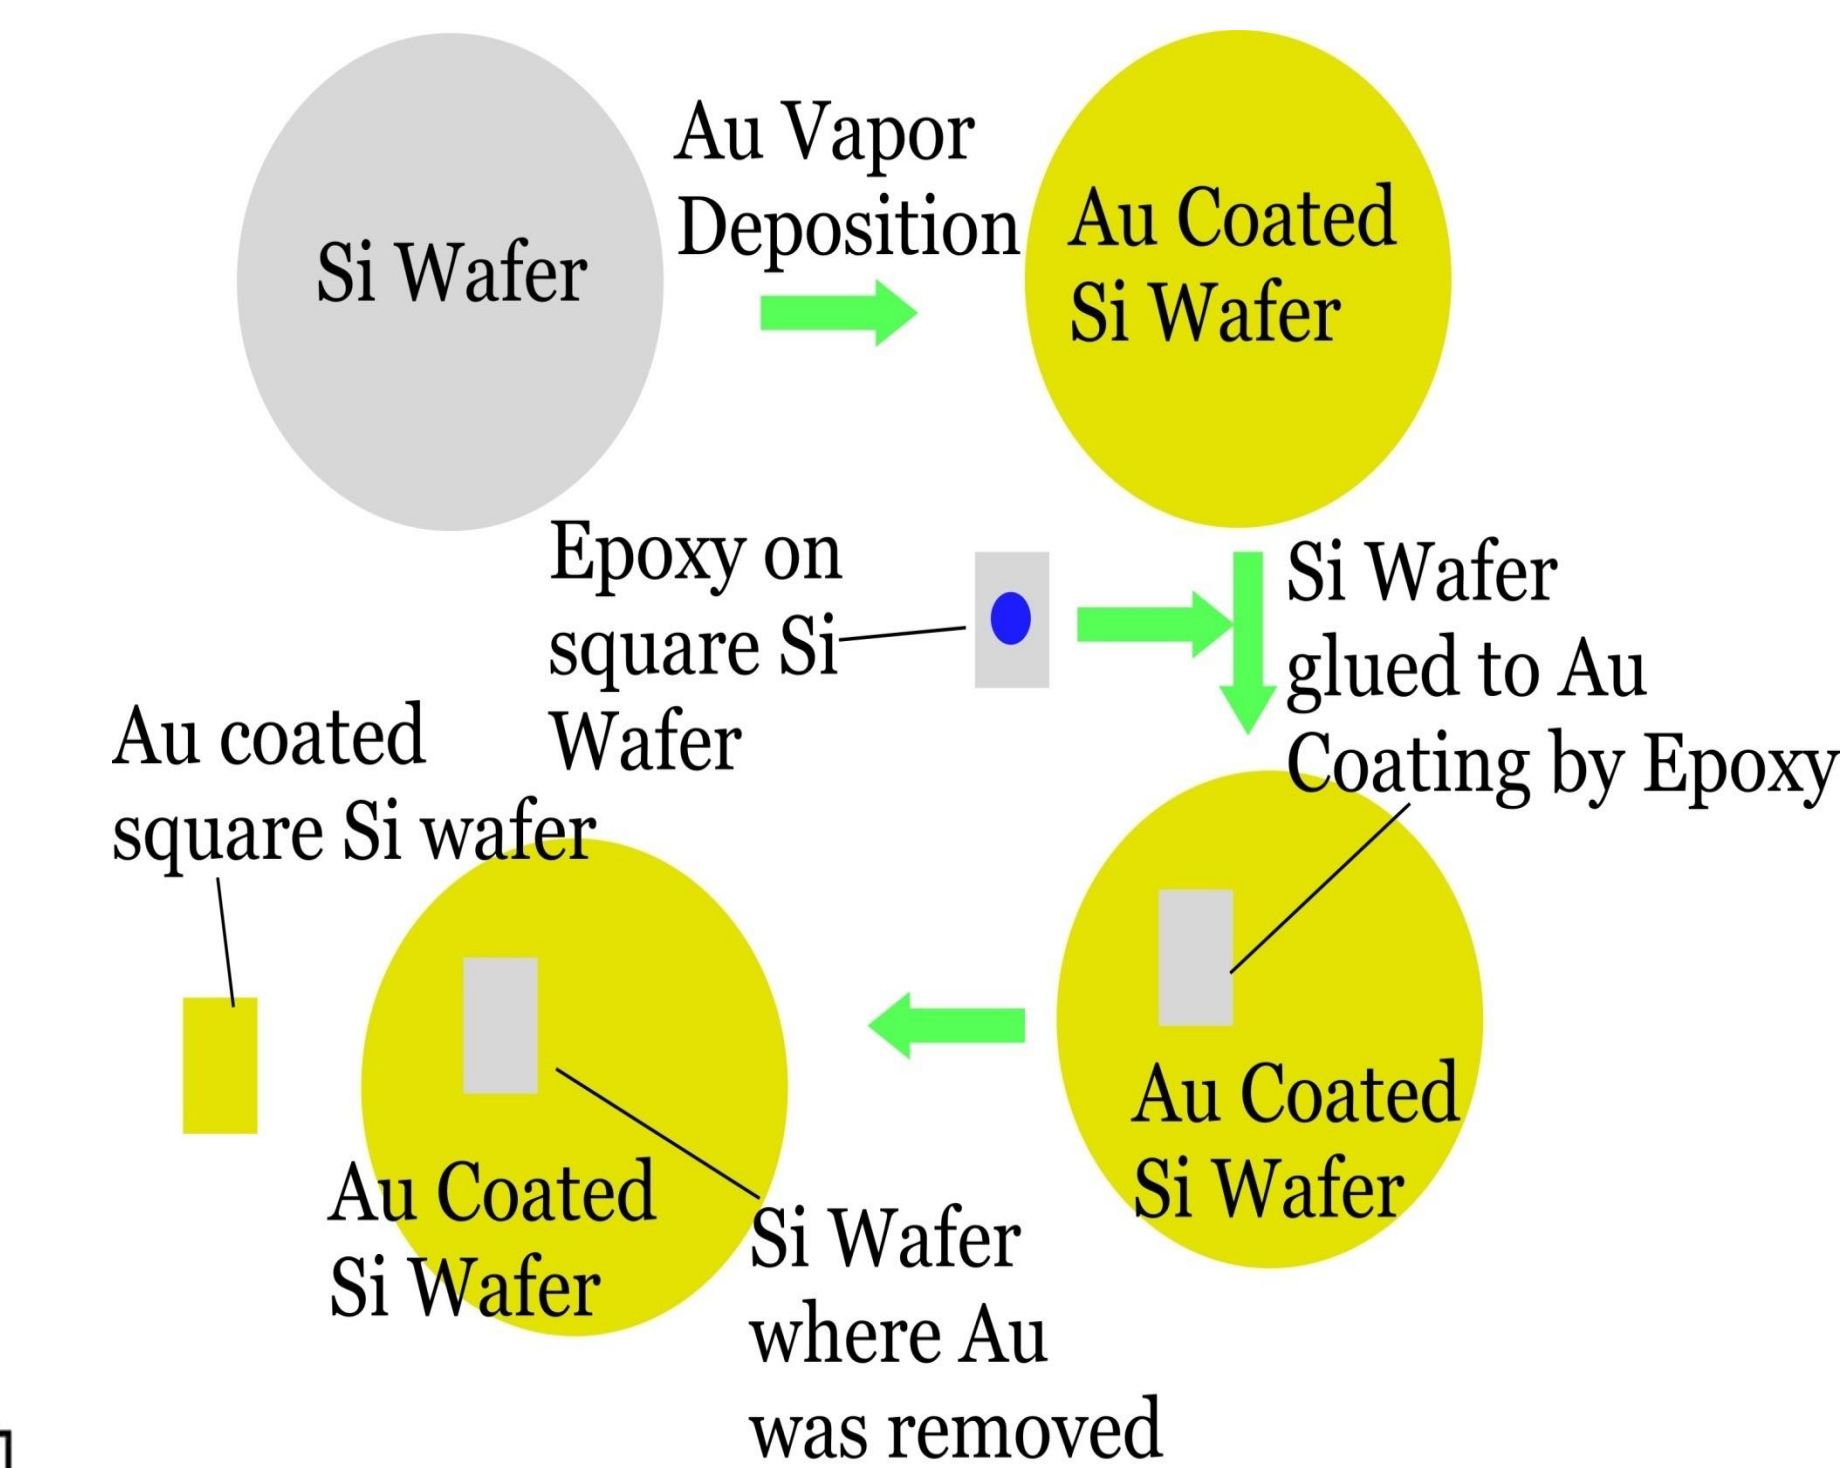 Si Wafer
Au Vapor
Deposition
Au Coated
Si Wafer
Epoxy on
square Si
Wafer
Si Wafer
glued to Au
Coating by Epoxy
Au coated
square Si wafer
Au Coated
Si Wafer
Au Coated
Si Wafer
Si Wafer
where Au
was removed